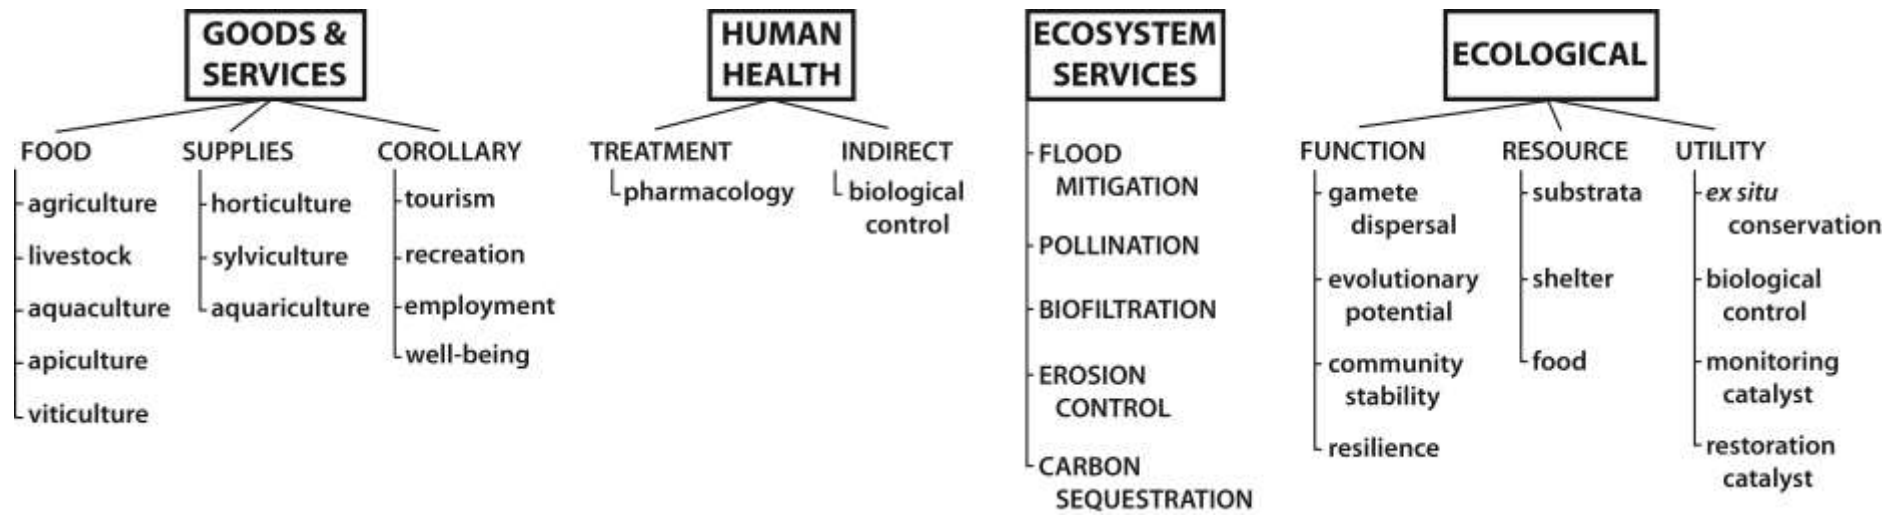 GOODS &
SERVICES
FOOD
agriculture
livestock
aquaculture
apiculture
viticulture
SUPPLIES
horticulture
sylviculture
aquariculture
COROLLARY
tourism
recreation
employment
well-being
HUMAN
HEALTH
TREATMENT
pharmacology
INDIRECT
biological
control
ECOSYSTEM
SERVICES
FLOOD
MITIGATION
POLLINATION
BIOFILTRATION
EROSION
CONTROL
CARBON
SEQUESTRATION
ECOLOGICAL
FUNCTION
gamete
dispersal
evolutionary
potential
community
stability
resilience
RESOURCE
substrata
shelter
food
UTILITY
ex situ
conservation
biological
control
monitoring
catalyst
restoration
catalyst